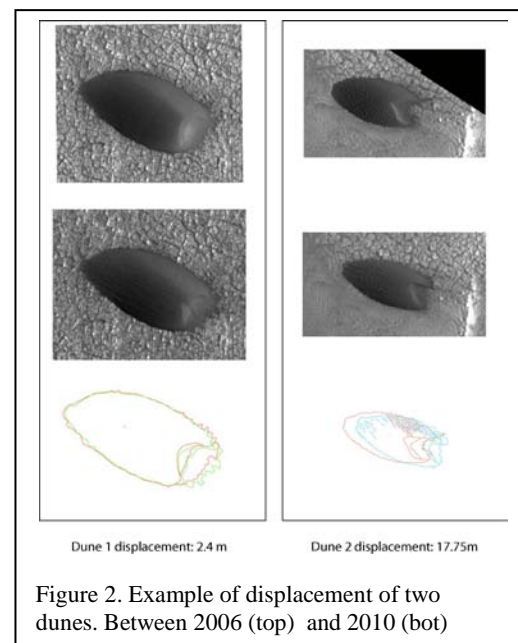 Dune 1 displacement: 2.4 m
Dune 2 displacement: 17.75m
Figure 2. Example of displacement of two
dunes. Between 2006 (top) and 2010 (bot)